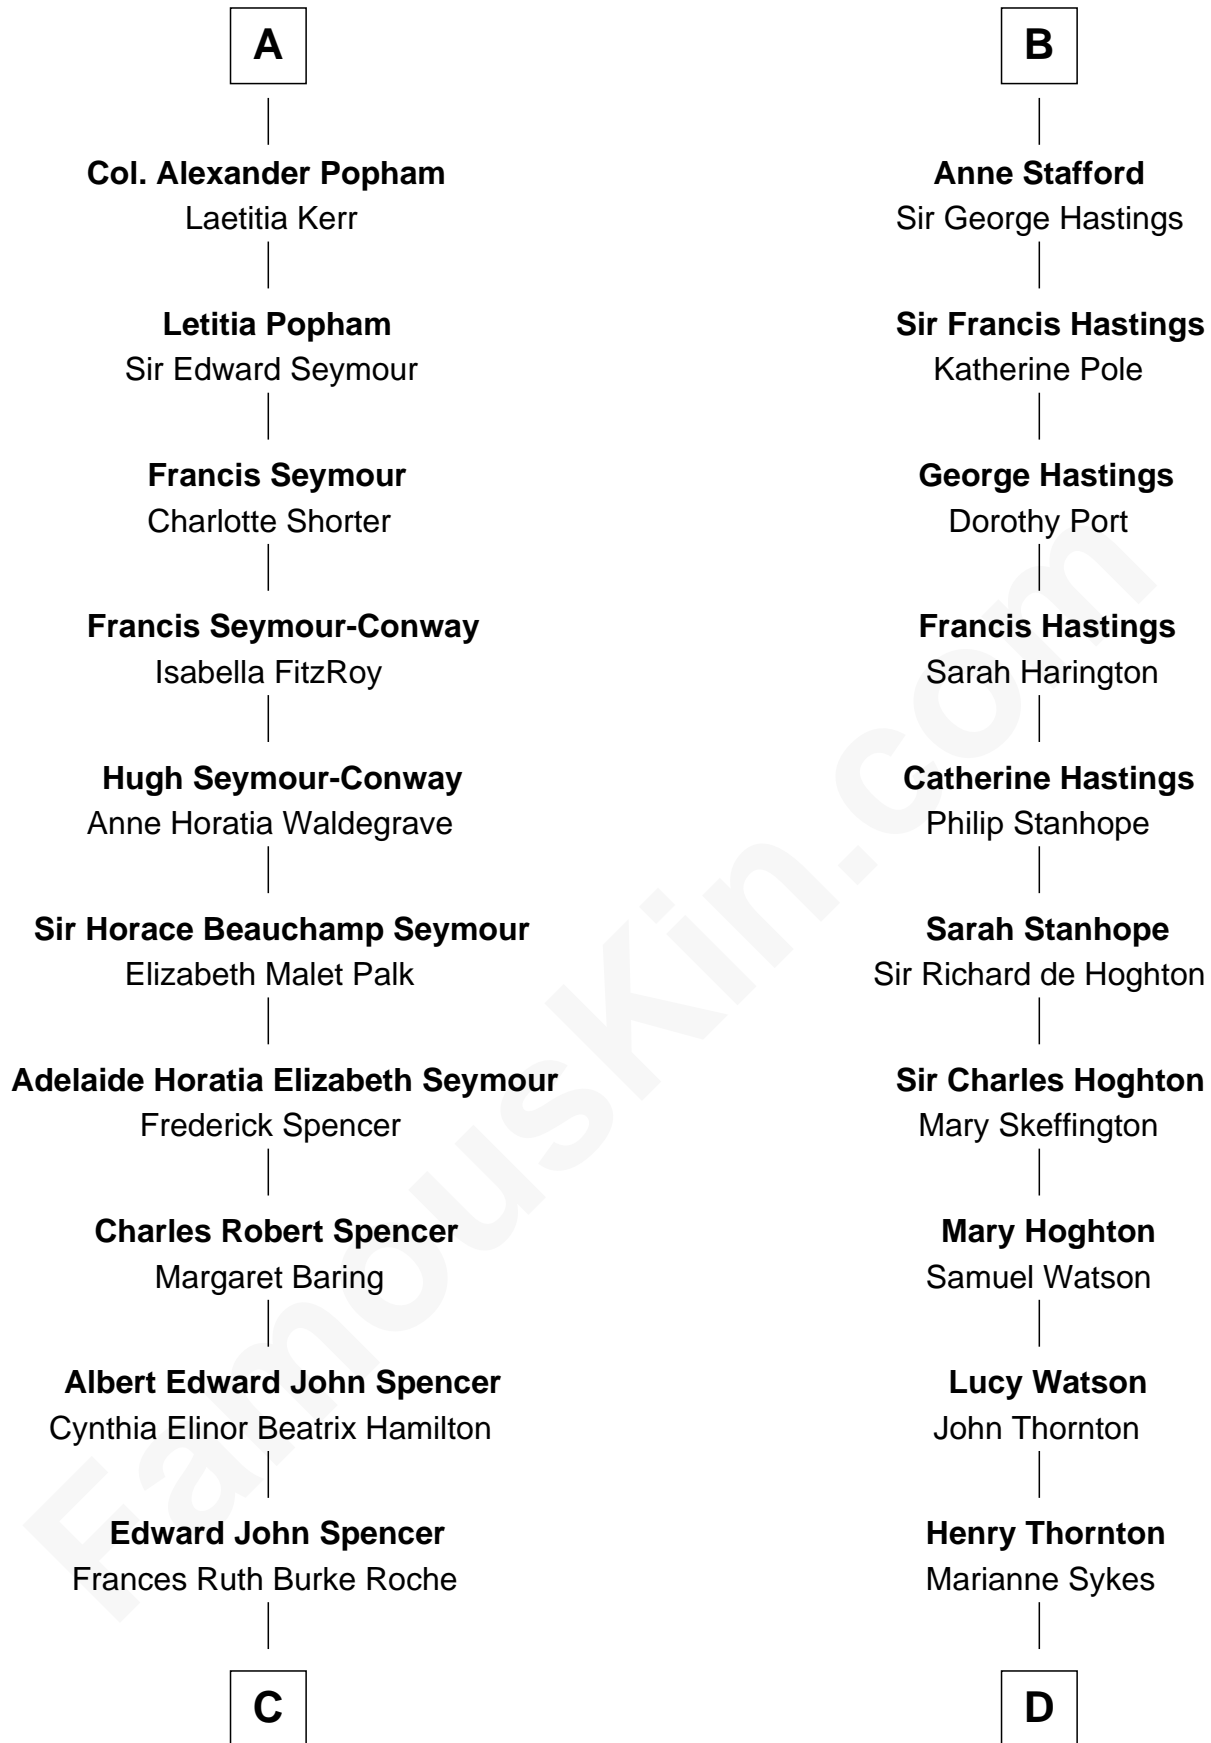 A
Col. Alexander Popham
Laetitia Kerr
Letitia Popham
Sir Edward Seymour
Francis Seymour
Charlotte Shorter
Francis Seymour-Conway
Isabella FitzRoy
Hugh Seymour-Conway
Anne Horatia Waldegrave
Sir Horace Beauchamp Seymour
Elizabeth Malet Palk
Adelaide Horatia Elizabeth Seymour
Frederick Spencer
Charles Robert Spencer
Margaret Baring
Albert Edward John Spencer
Cynthia Elinor Beatrix Hamilton
Edward John Spencer
Frances Ruth Burke Roche
C
B
Anne Stafford
Sir George Hastings
Sir Francis Hastings
Katherine Pole
George Hastings
Dorothy Port
Francis Hastings
Sarah Harington
Catherine Hastings
Philip Stanhope
Sarah Stanhope
Sir Richard de Hoghton
Sir Charles Hoghton
Mary Skeffington
Mary Hoghton
Samuel Watson
Lucy Watson
John Thornton
Henry Thornton
Marianne Sykes
D
FamousKin.com